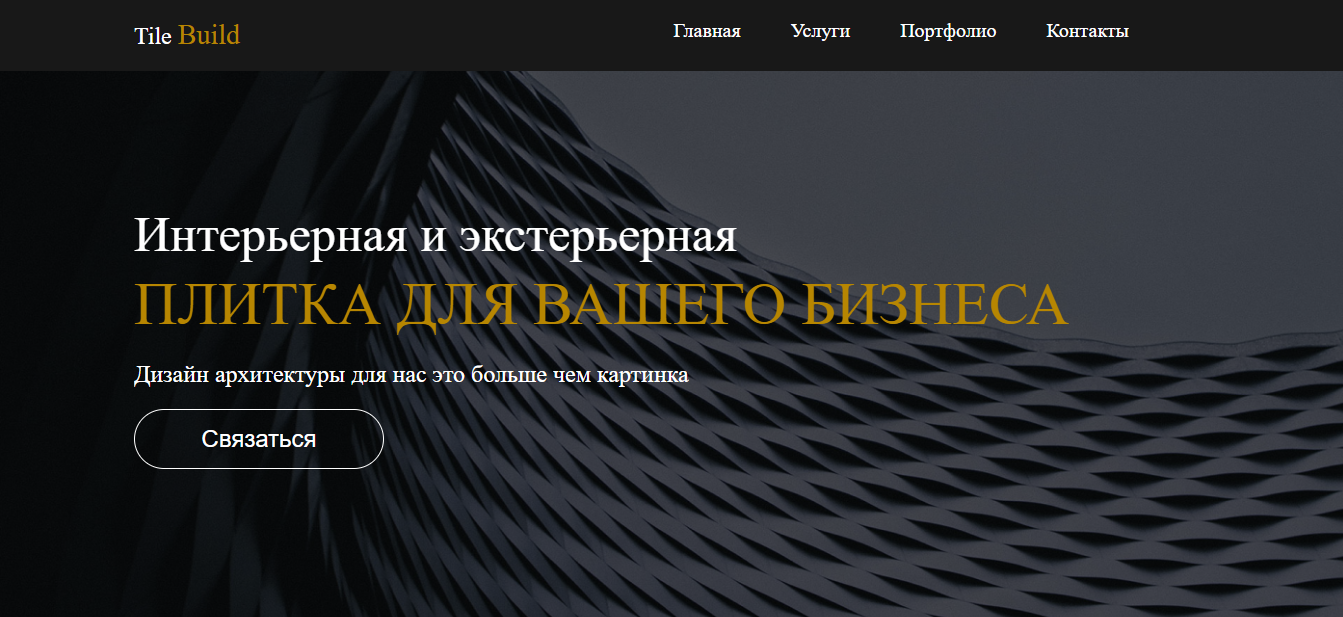 Tile Build
Главная Услуги Портфолио Контакты
Интерьерная и экстерьерная
ПЛИТКА ДЛЯ ВАШЕГО БИЗНЕСА
Дизайн архитектуры для нас это больше чем картинка
Связаться